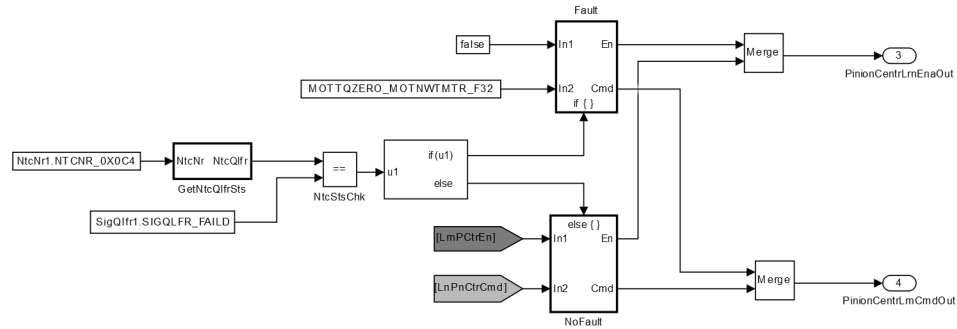 Fault
false
In1
En
Merge
3
PinionCentrLrnEnaOut
MOTTQZERO_MOTNWTMTR_F32
In2
Cmd
if { }
NtcNr1.NTCNR_0X0C4
NtcNr
NtcQlfr
GetNtcQlfrSts
==
NtcStsChk
u1
if(u1)
else
SigQlfr1.SIGQLFR_FAILD
else { }
[LrnPCtrEn]
In1
En
[LnPnCtrCmd]
In2
Cmd
NoFault
Merge
4
PinionCentrLrnCmdOut